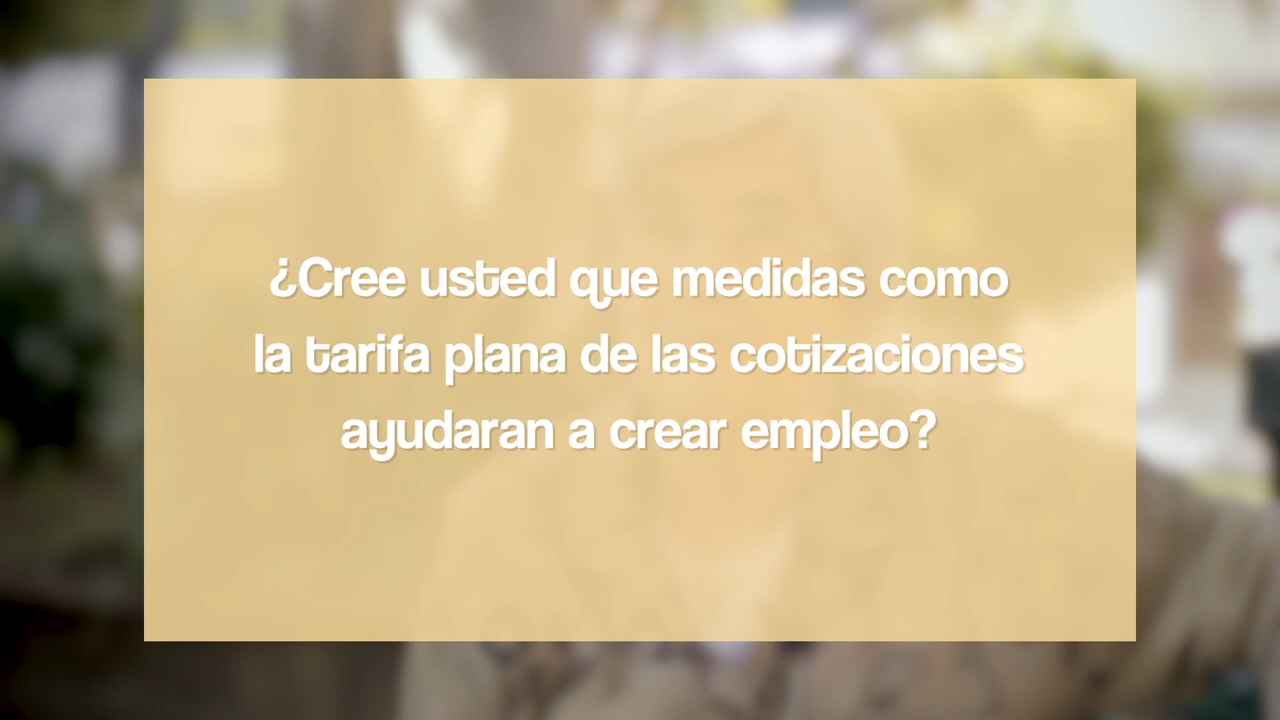 ¿Cree usted que medidas como
la tarifa plana de las cotizaciones
ayudaran a crear empleo?